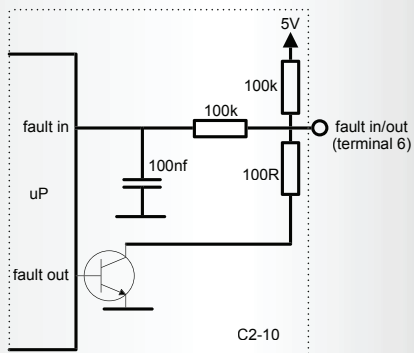 5V
100k
100k
fault in
fault in/out
(terminal 6)
100nf
100R
uP
fault out
C2-10